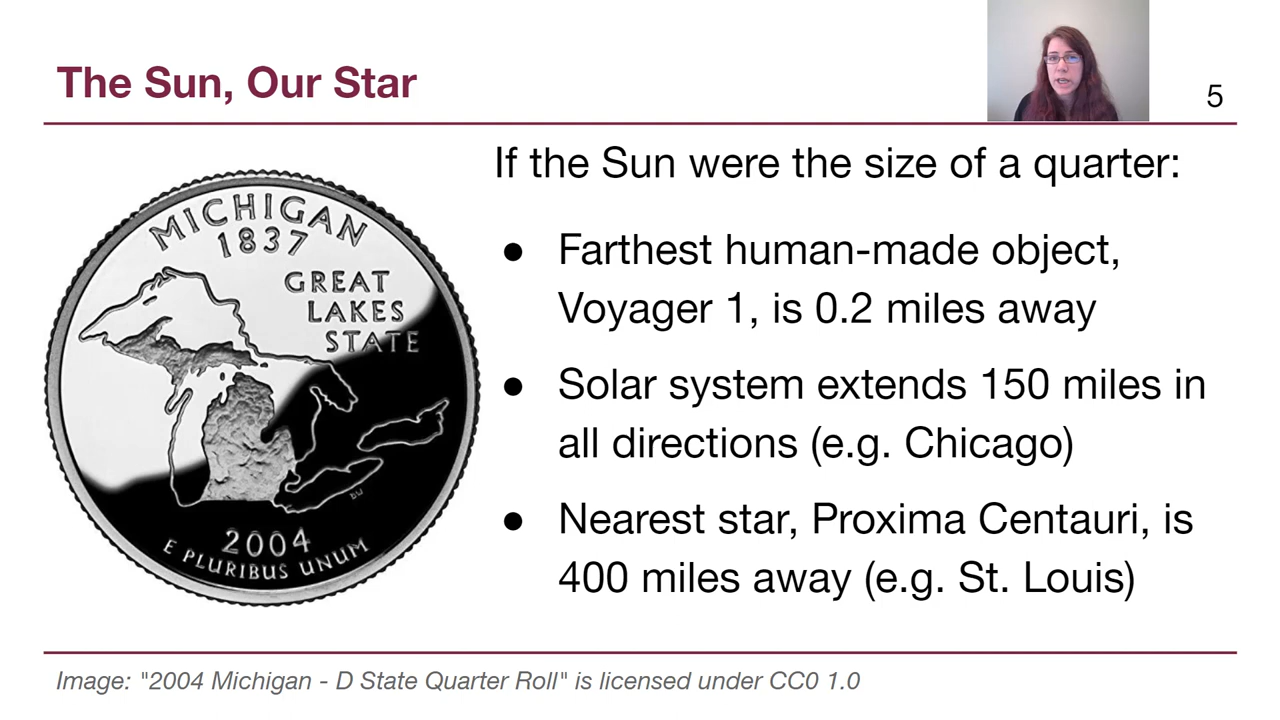 The Sun, Our Star
5
If the Sun were the size of a quarter:
● Farthest human-made object,
Voyager 1, is 0.2 miles away
● Solar system extends 150 miles in
all directions (e.g. Chicago)
● Nearest star, Proxima Centauri, is
400 miles away (e.g. St. Louis)
MICHIGAN
1837
GREAT
LAKES
STATE
DW
2004
E PLURIBUS UNUM
Image: "2004 Michigan - D State Quarter Roll" is licensed under CC0 1.0